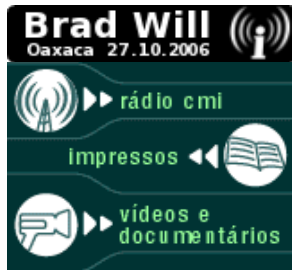 Brad Will
Oaxaca 27.10.2006
rádio cmi
impressos
vídeos e
documentários